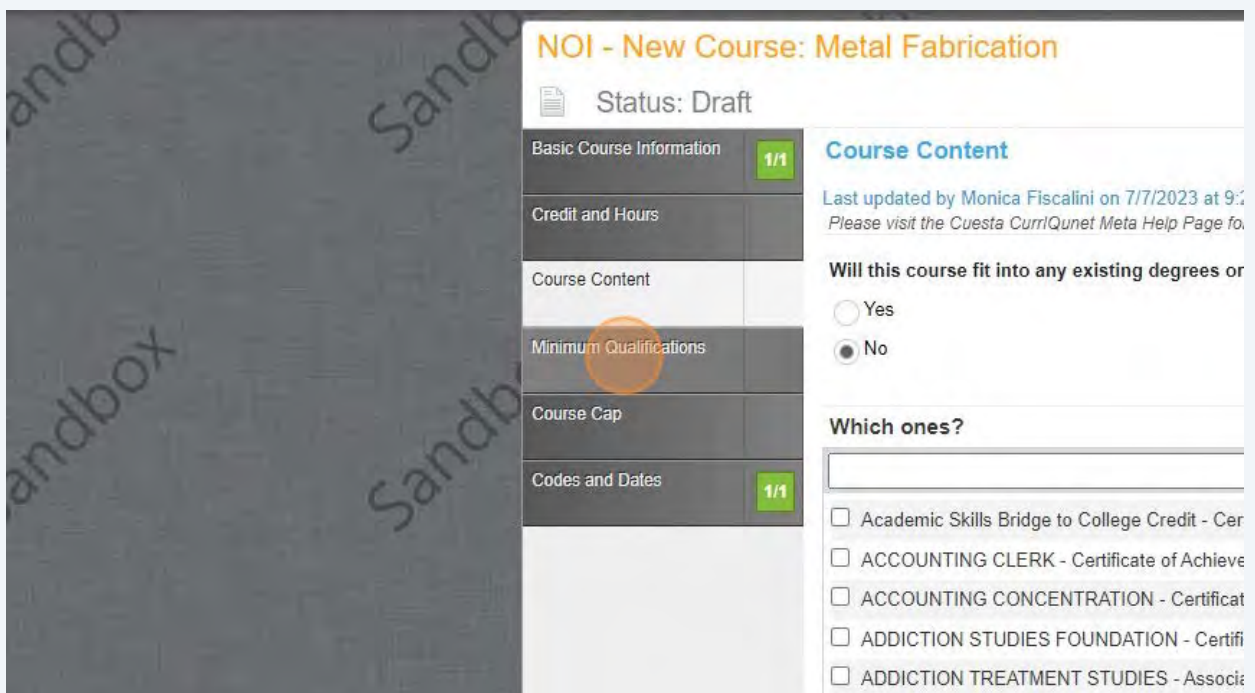 Sandbox
Sandbox
Sandbox
Sandbox
NOI - New Course: Metal Fabrication
Status: Draft
Basic Course Information 1/1
Credit and Hours
Course Content
Minimum Qualifications
Course Cap
Codes and Dates 1/1
Course Content
Last updated by Monica Fiscalini on 7/7/2023 at 9:2
Please visit the Cuesta CurrIQunet Meta Help Page fo
Will this course fit into any existing degrees or
Yes
No
Which ones?
Academic Skills Bridge to College Credit - Cer
ACCOUNTING CLERK - Certificate of Achieve
ACCOUNTING CONCENTRATION - Certificat
ADDICTION STUDIES FOUNDATION - Certifi
ADDICTION TREATMENT STUDIES - Associa